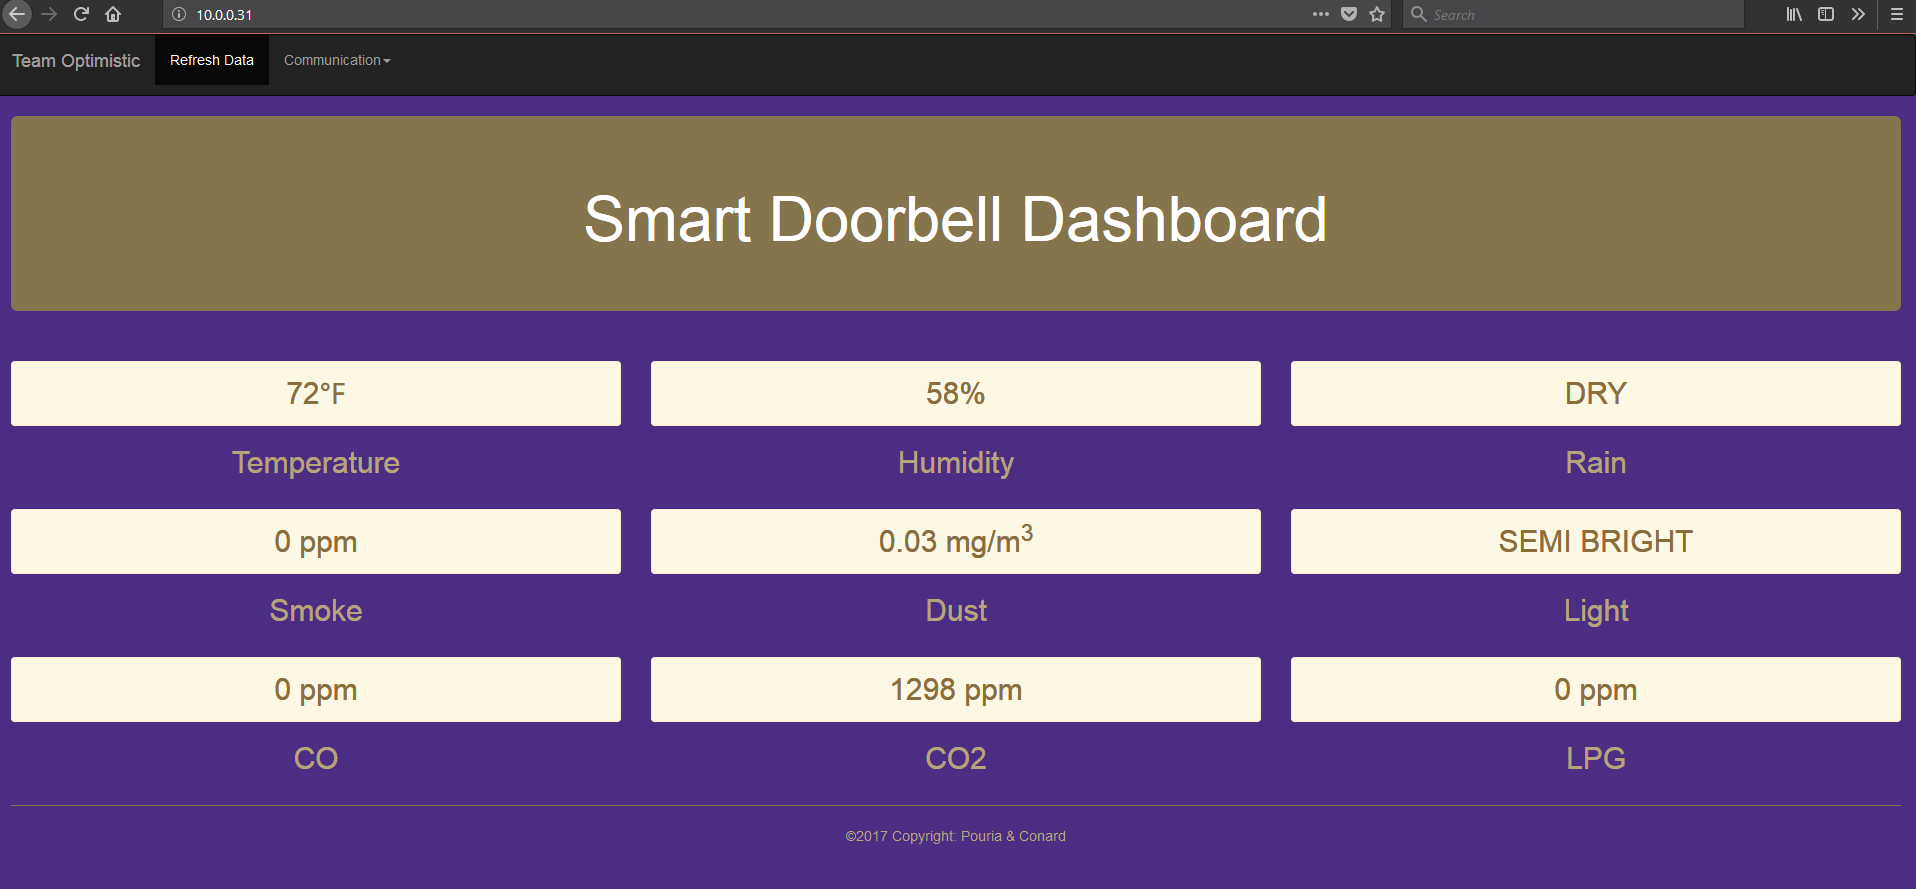 10.0.0.31
Search
Team Optimistic Refresh Data Communication
Smart Doorbell Dashboard
72°F 58% DRY
Temperature Humidity Rain
0 ppm 0.03 mg/m³ SEMI BRIGHT
Smoke Dust Light
0 ppm 1298 ppm 0 ppm
CO CO2 LPG
©2017 Copyright: Pouria & Conard